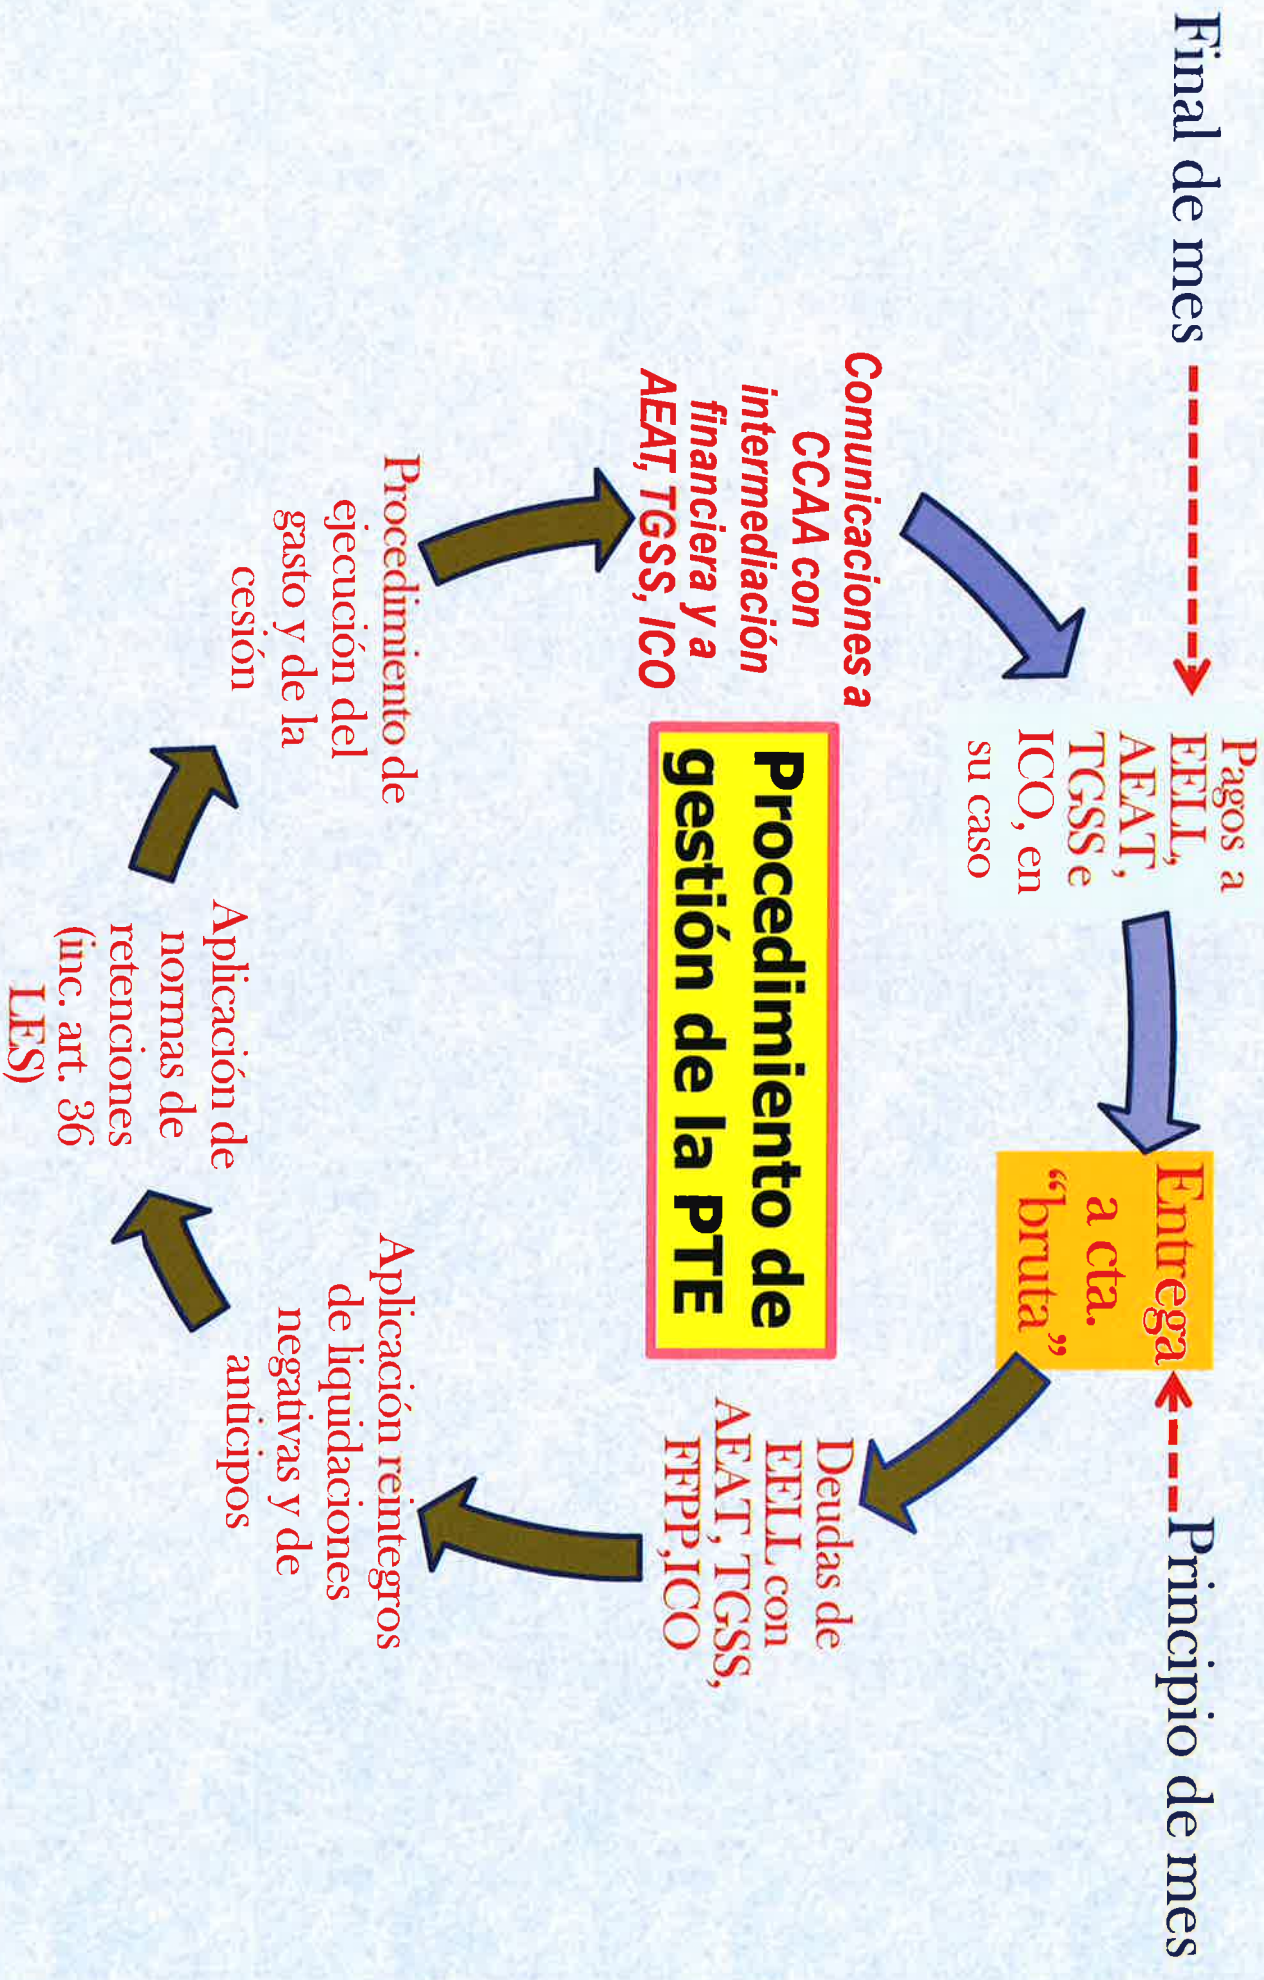 Final de mes
Principio de mes
Pagos a
EELL,
AEAT,
TGSS e
ICO, en
su caso
Entrega
a cta.
“bruta”
Deudas de
EELL con
AEAT, TGSS,
FFPP,ICO
Aplicación reintegros
de liquidaciones
negativas y de
anticipos
Aplicación de
normas de
retenciones
(inc. art. 36
LES)
Procedimiento de
ejecución del
gasto y de la
cesión
Comunicaciones a
CCAA con
intermediación
financiera y a
AEAT, TGSS, ICO
Procedimiento de
gestión de la PTE